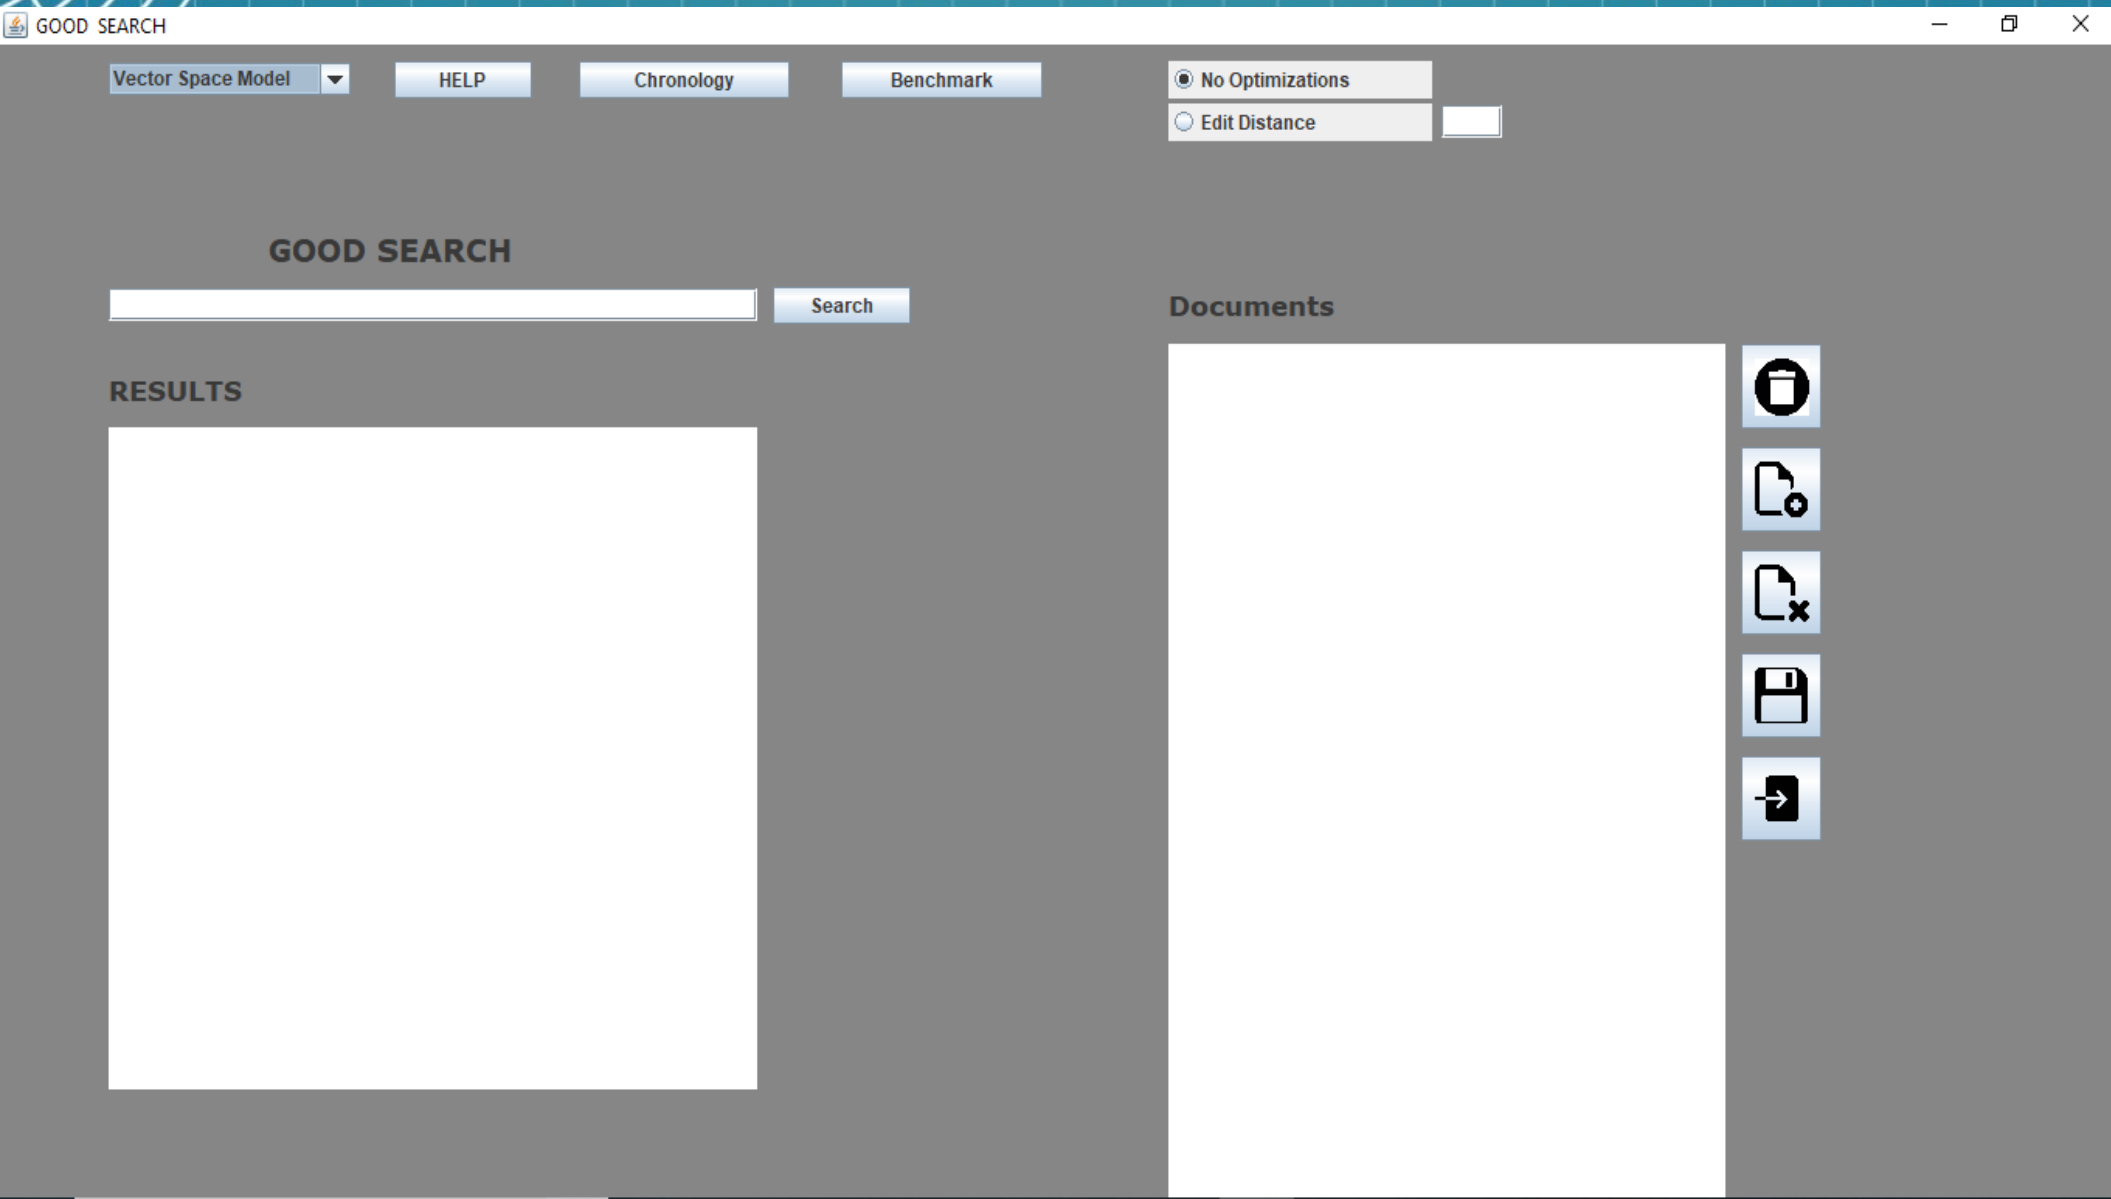 GOOD SEARCH
Vector Space Model
HELP
Chronology
Benchmark
No Optimizations
Edit Distance
GOOD SEARCH
Search
Documents
RESULTS